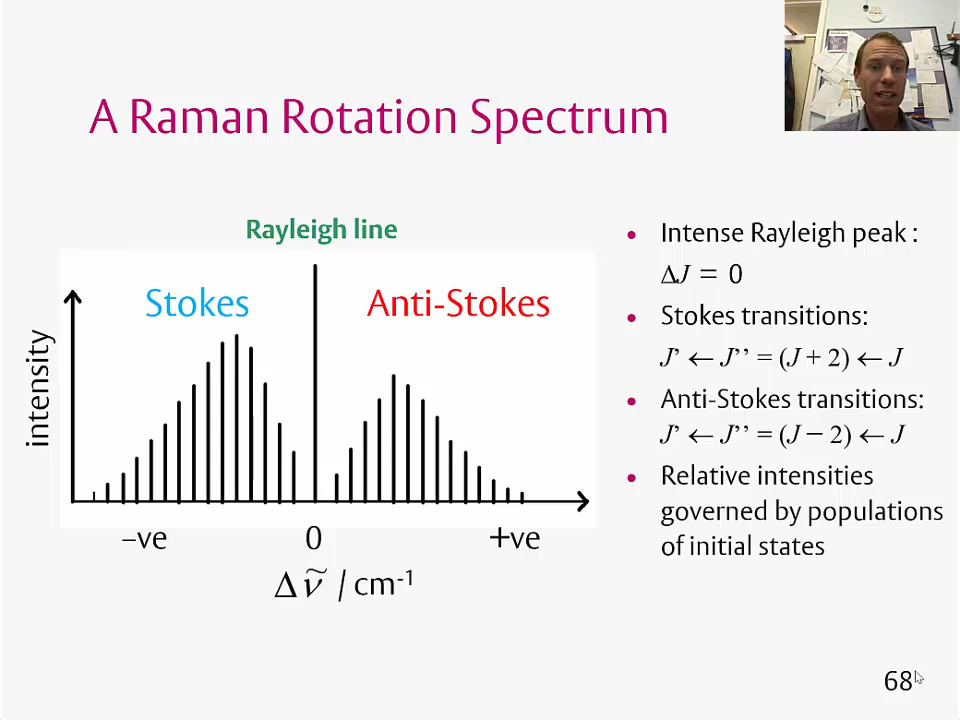 A Raman Rotation Spectrum
Rayleigh line
Stokes
Anti-Stokes
intensity
–ve
0
+ve
Δ ν̃ / cm⁻¹
• Intense Rayleigh peak :
ΔJ = 0
• Stokes transitions:
J’ ← J’’ = (J + 2) ← J
• Anti-Stokes transitions:
J’ ← J’’ = (J − 2) ← J
• Relative intensities
governed by populations
of initial states
68